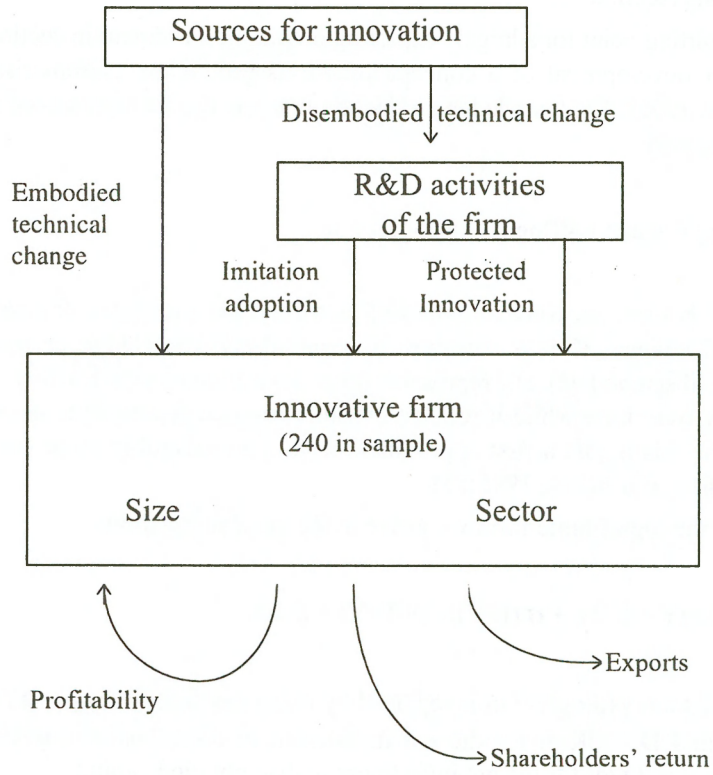 Sources for innovation
Disembodied technical change
Embodied
technical
change
R&D activities
of the firm
Imitation
adoption
Protected
Innovation
Innovative firm
(240 in sample)
Size
Sector
Profitability
Exports
Shareholders' return